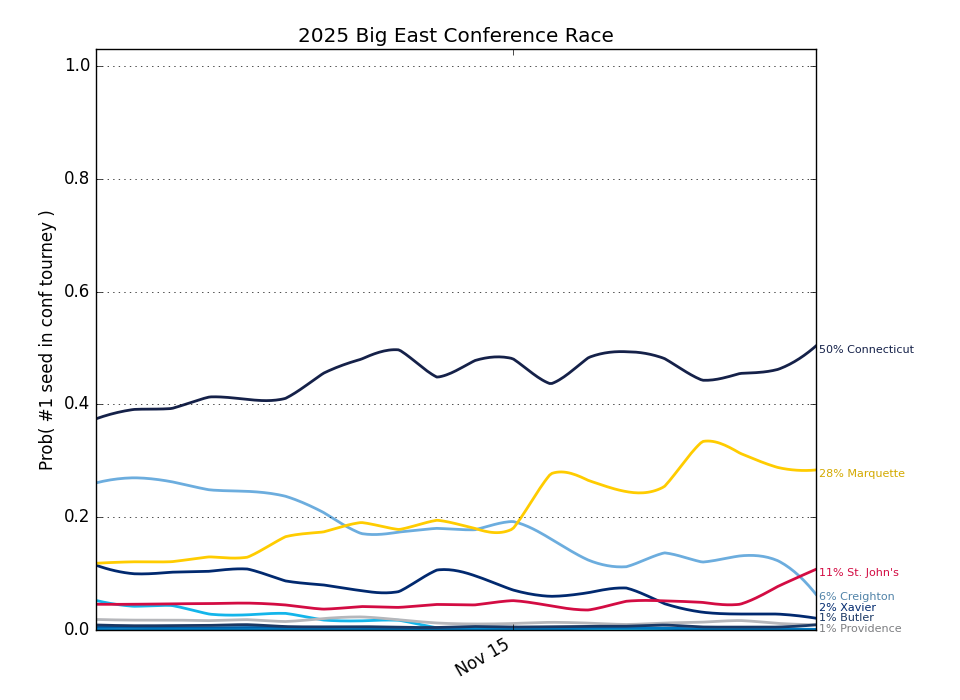 2025 Big East Conference Race
1.0
0.8
0.6
0.4
0.2
0.0
Prob( #1 seed in conf tourney )
Nov 15
50% Connecticut
28% Marquette
11% St. John's
6% Creighton
2% Xavier
1% Butler
1% Providence